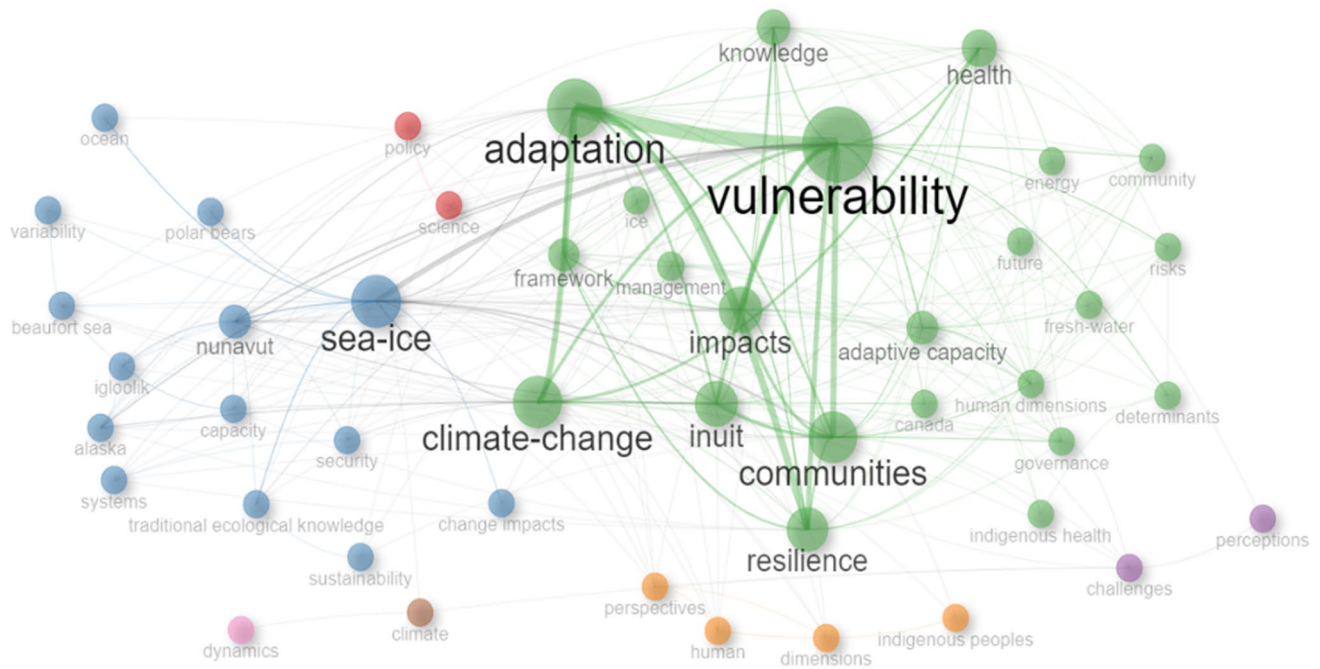 knowledge
health
ocean
policy
adaptation
energy
community
vulnerability
variability
polar bears
science
ice
framework
management
future
risks
beaufort sea
nunavut
sea-ice
impacts
adaptive capacity
fresh-water
igloolik
capacity
climate-change
inuit
canada
human dimensions
determinants
alaska
security
communities
governance
systems
traditional ecological knowledge
change impacts
resilience
indigenous health
perceptions
sustainability
challenges
perspectives
dynamics
climate
human
dimensions
indigenous peoples